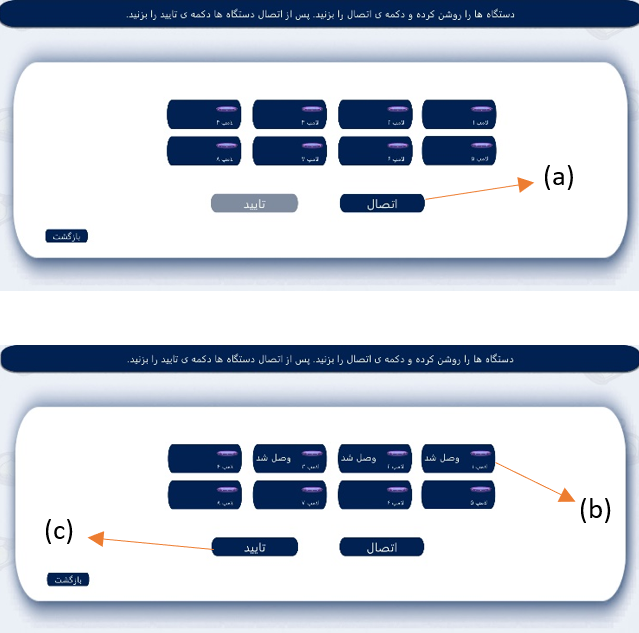 دستگاه ها را روشن کرده و دکمه ی اتصال را بزنید. پس از اتصال دستگاه ها دکمه ی تایید را بزنید.
لامپ ۱ لامپ ۲ لامپ ۳ لامپ ۴
لامپ ۵ لامپ ۶ لامپ ۷ لامپ ۸
(a)
اتصال تایید
بازگشت
دستگاه ها را روشن کرده و دکمه ی اتصال را بزنید. پس از اتصال دستگاه ها دکمه ی تایید را بزنید.
وصل شد وصل شد وصل شد
لامپ ۱ لامپ ۲ لامپ ۳ لامپ ۴
لامپ ۵ لامپ ۶ لامپ ۷ لامپ ۸
(b)
(c)
اتصال تایید
بازگشت